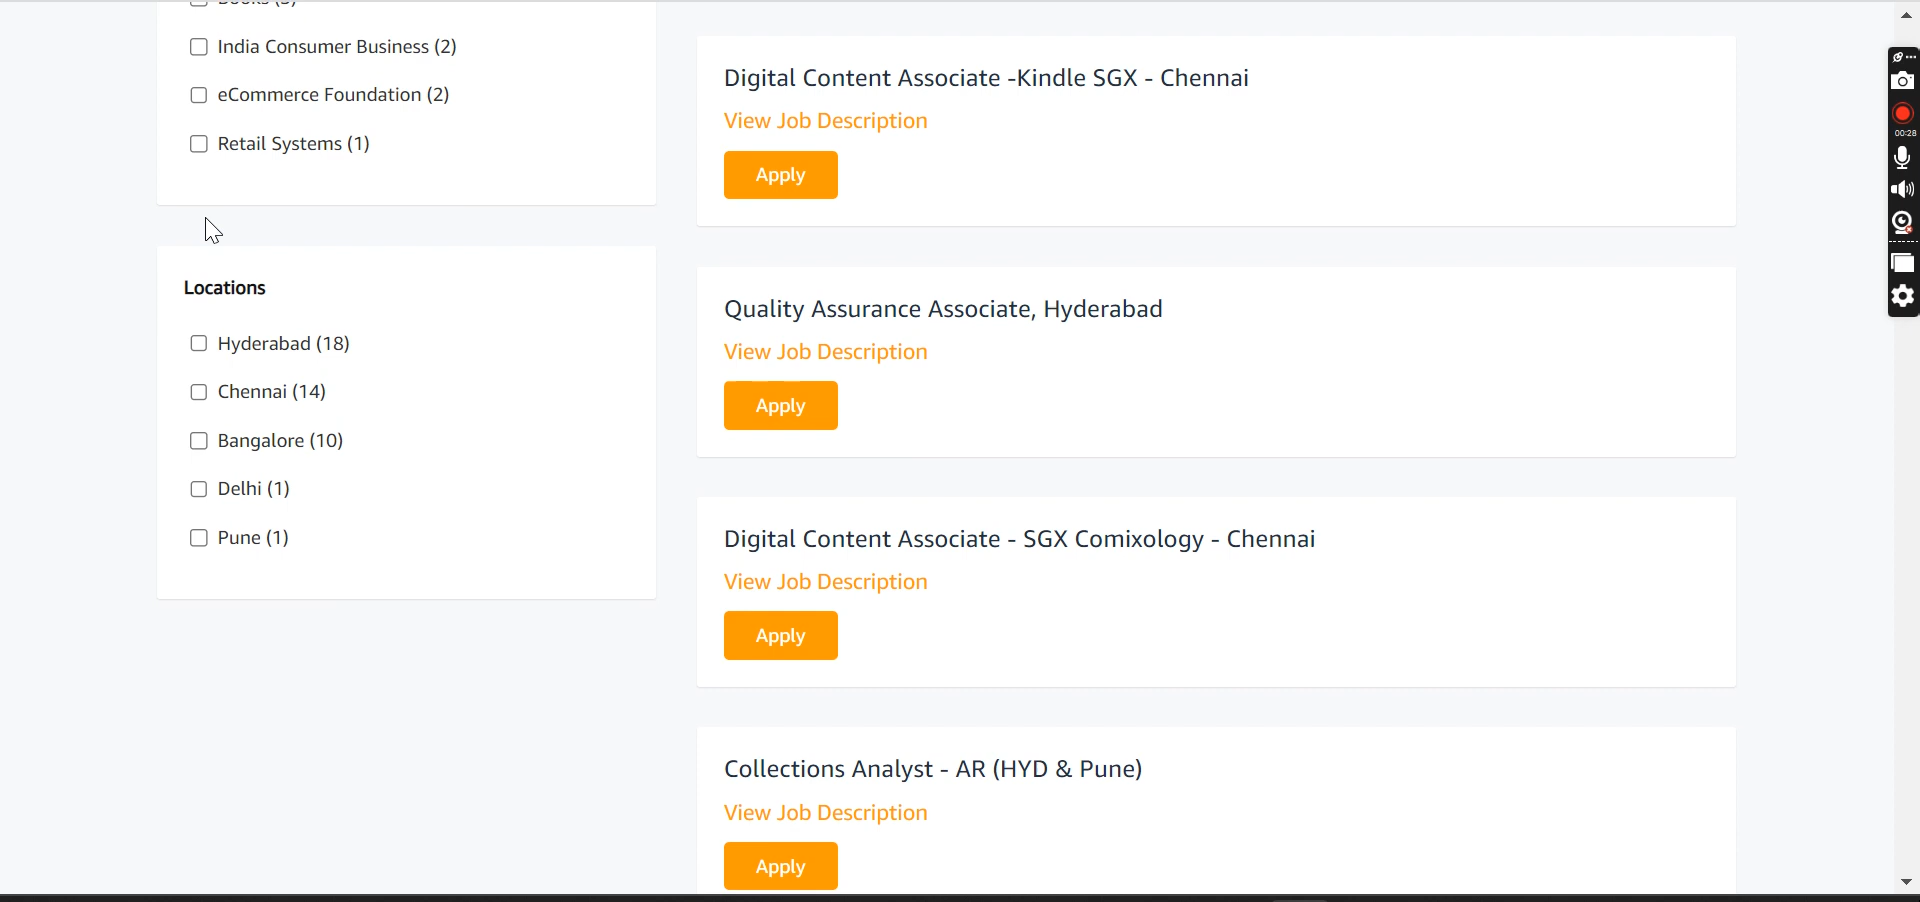 India Consumer Business (2)
eCommerce Foundation (2)
Retail Systems (1)
Locations
Hyderabad (18)
Chennai (14)
Bangalore (10)
Delhi (1)
Pune (1)
Digital Content Associate -Kindle SGX - Chennai
View Job Description
Apply
Quality Assurance Associate, Hyderabad
View Job Description
Apply
Digital Content Associate - SGX Comixology - Chennai
View Job Description
Apply
Collections Analyst - AR (HYD & Pune)
View Job Description
Apply
00:28